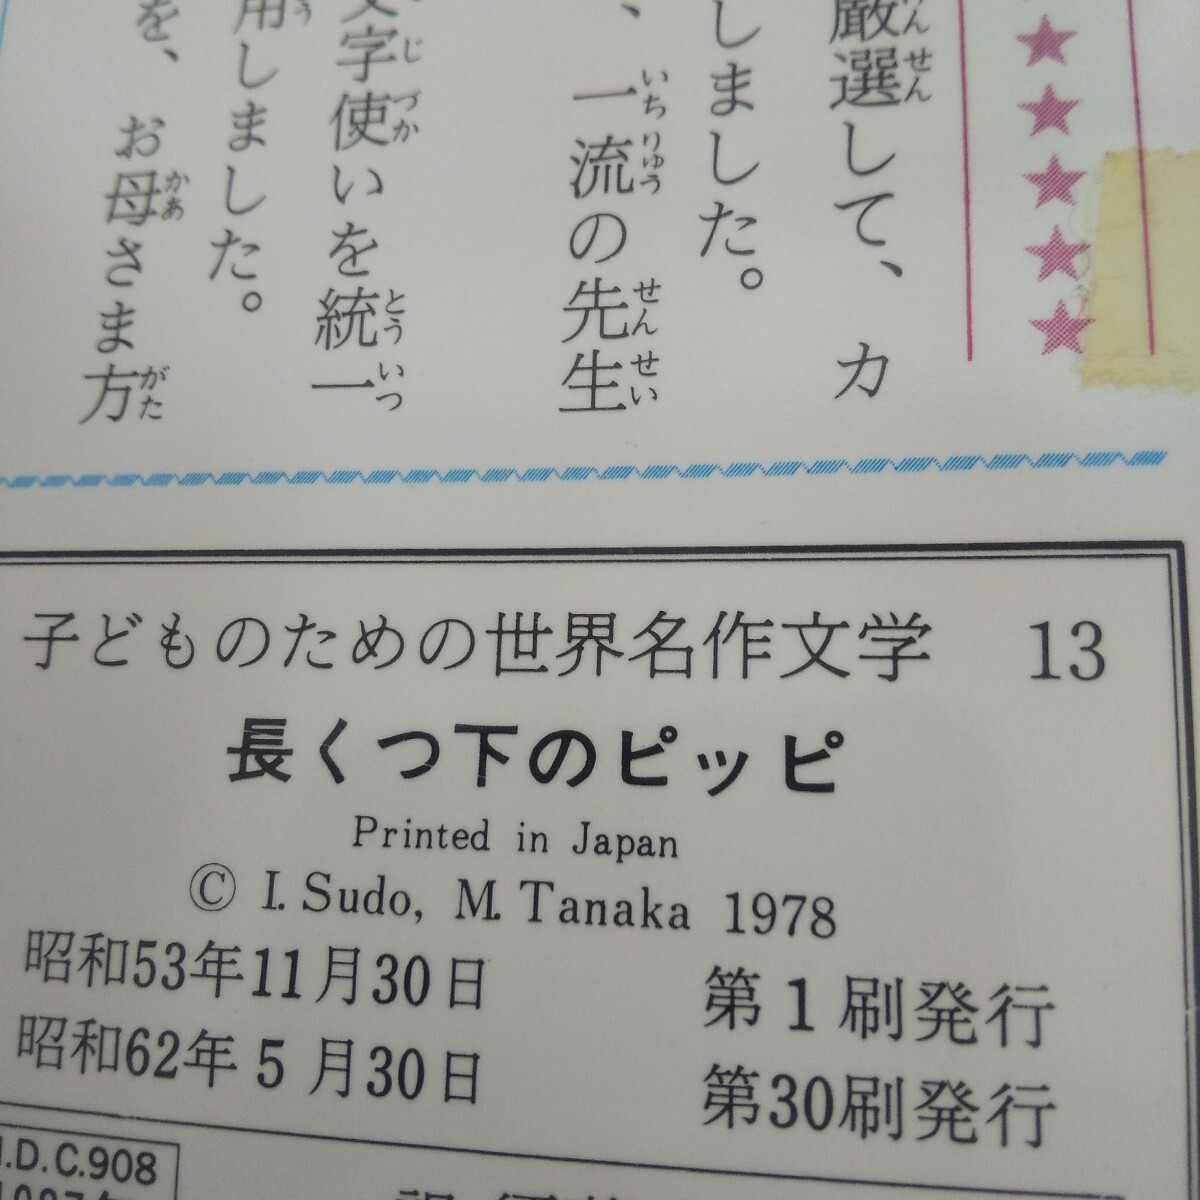 厳選して、カ
しました。
、一流の先生
文字使いを統一
用しました。
を、お母さま方
子どものための世界名作文学 13
長くつ下のピッピ
Printed in Japan
© I. Sudo, M. Tanaka 1978
昭和53年11月30日 第1刷発行
昭和62年5月30日 第30刷発行
N.D.C.908